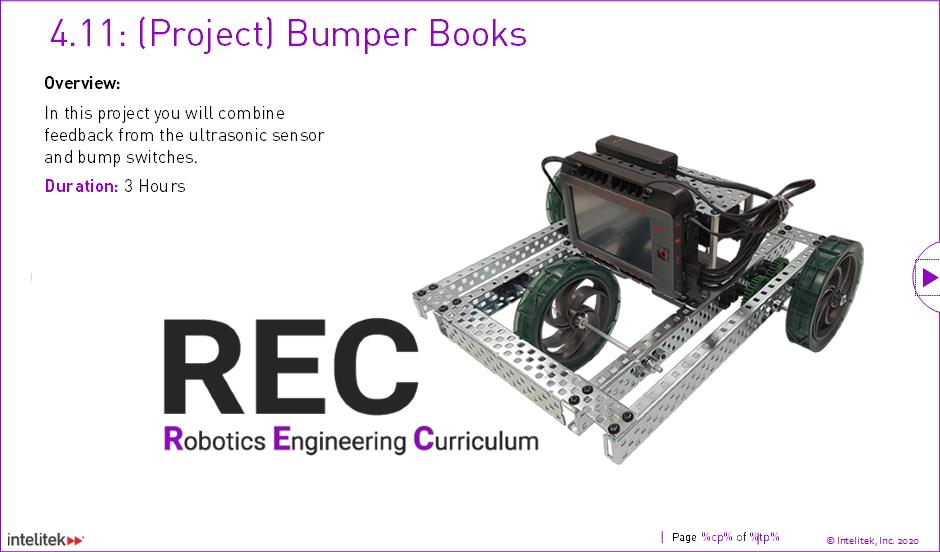 4.11: (Project) Bumper Books
Overview:
In this project you will combine
feedback from the ultrasonic sensor
and bump switches.
Duration: 3 Hours
REC
Robotics Engineering Curriculum
intelitek
Page %cp% of %tp%
© Intelitek, Inc. 2020